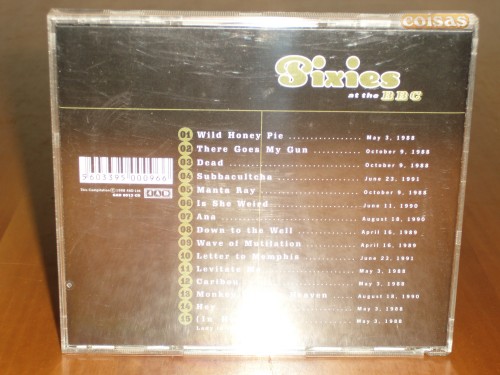 coisas
Pixies
at the BBC
01 Wild Honey Pie .................. May 3, 1988
02 There Goes My Gun ............ October 9, 1988
03 Dead .................. October 9, 1988
04 Subbacultcha .................. June 23, 1991
05 Manta Ray .................. October 9, 1988
06 Is She Weird .................. June 11, 1990
07 Ana .................. August 18, 1990
08 Down to the Well .................. April 16, 1989
09 Wave of Mutilation .................. April 16, 1989
10 Letter to Memphis .................. June 23, 1991
11 Levitate .................. May 3, 1988
12 Caribou .................. May 3, 1988
13 .................. August 18, 1990
14 Hey .................. May 3, 1988
15 (In .................. May 3, 1988
9603395000966